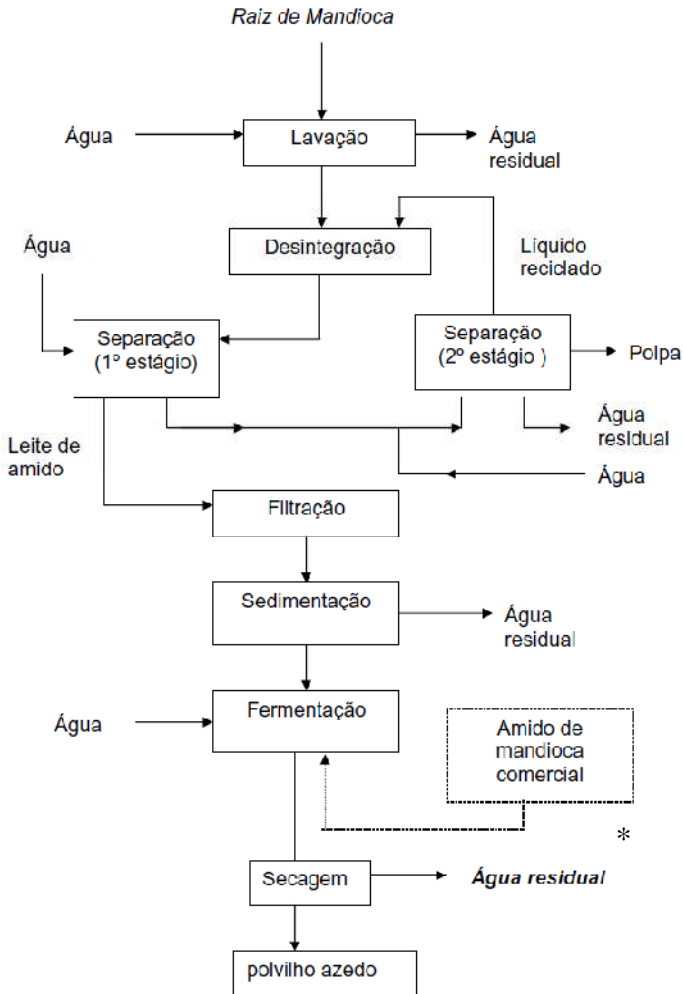 Raiz de Mandioca
Água
Lavação
Água
residual
Desintegração
Água
Líquido
reciclado
Separação
(1º estágio)
Separação
(2º estágio )
Polpa
Leite de
amido
Água
residual
Água
Filtração
Sedimentação
Água
residual
Água
Fermentação
Amido de
mandioca
comercial
*
Secagem
Água residual
polvilho azedo